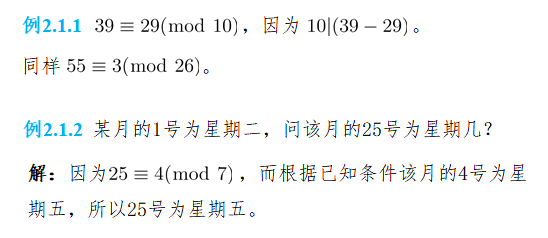 例2.1.1 39 ≡ 29(mod 10)，因为 10|(39 − 29)。
同样 55 ≡ 3(mod 26)。
例2.1.2 某月的1号为星期二，问该月的25号为星期几？
解：因为25 ≡ 4(mod 7)，而根据已知条件该月的4号为星
期五，所以25号为星期五。